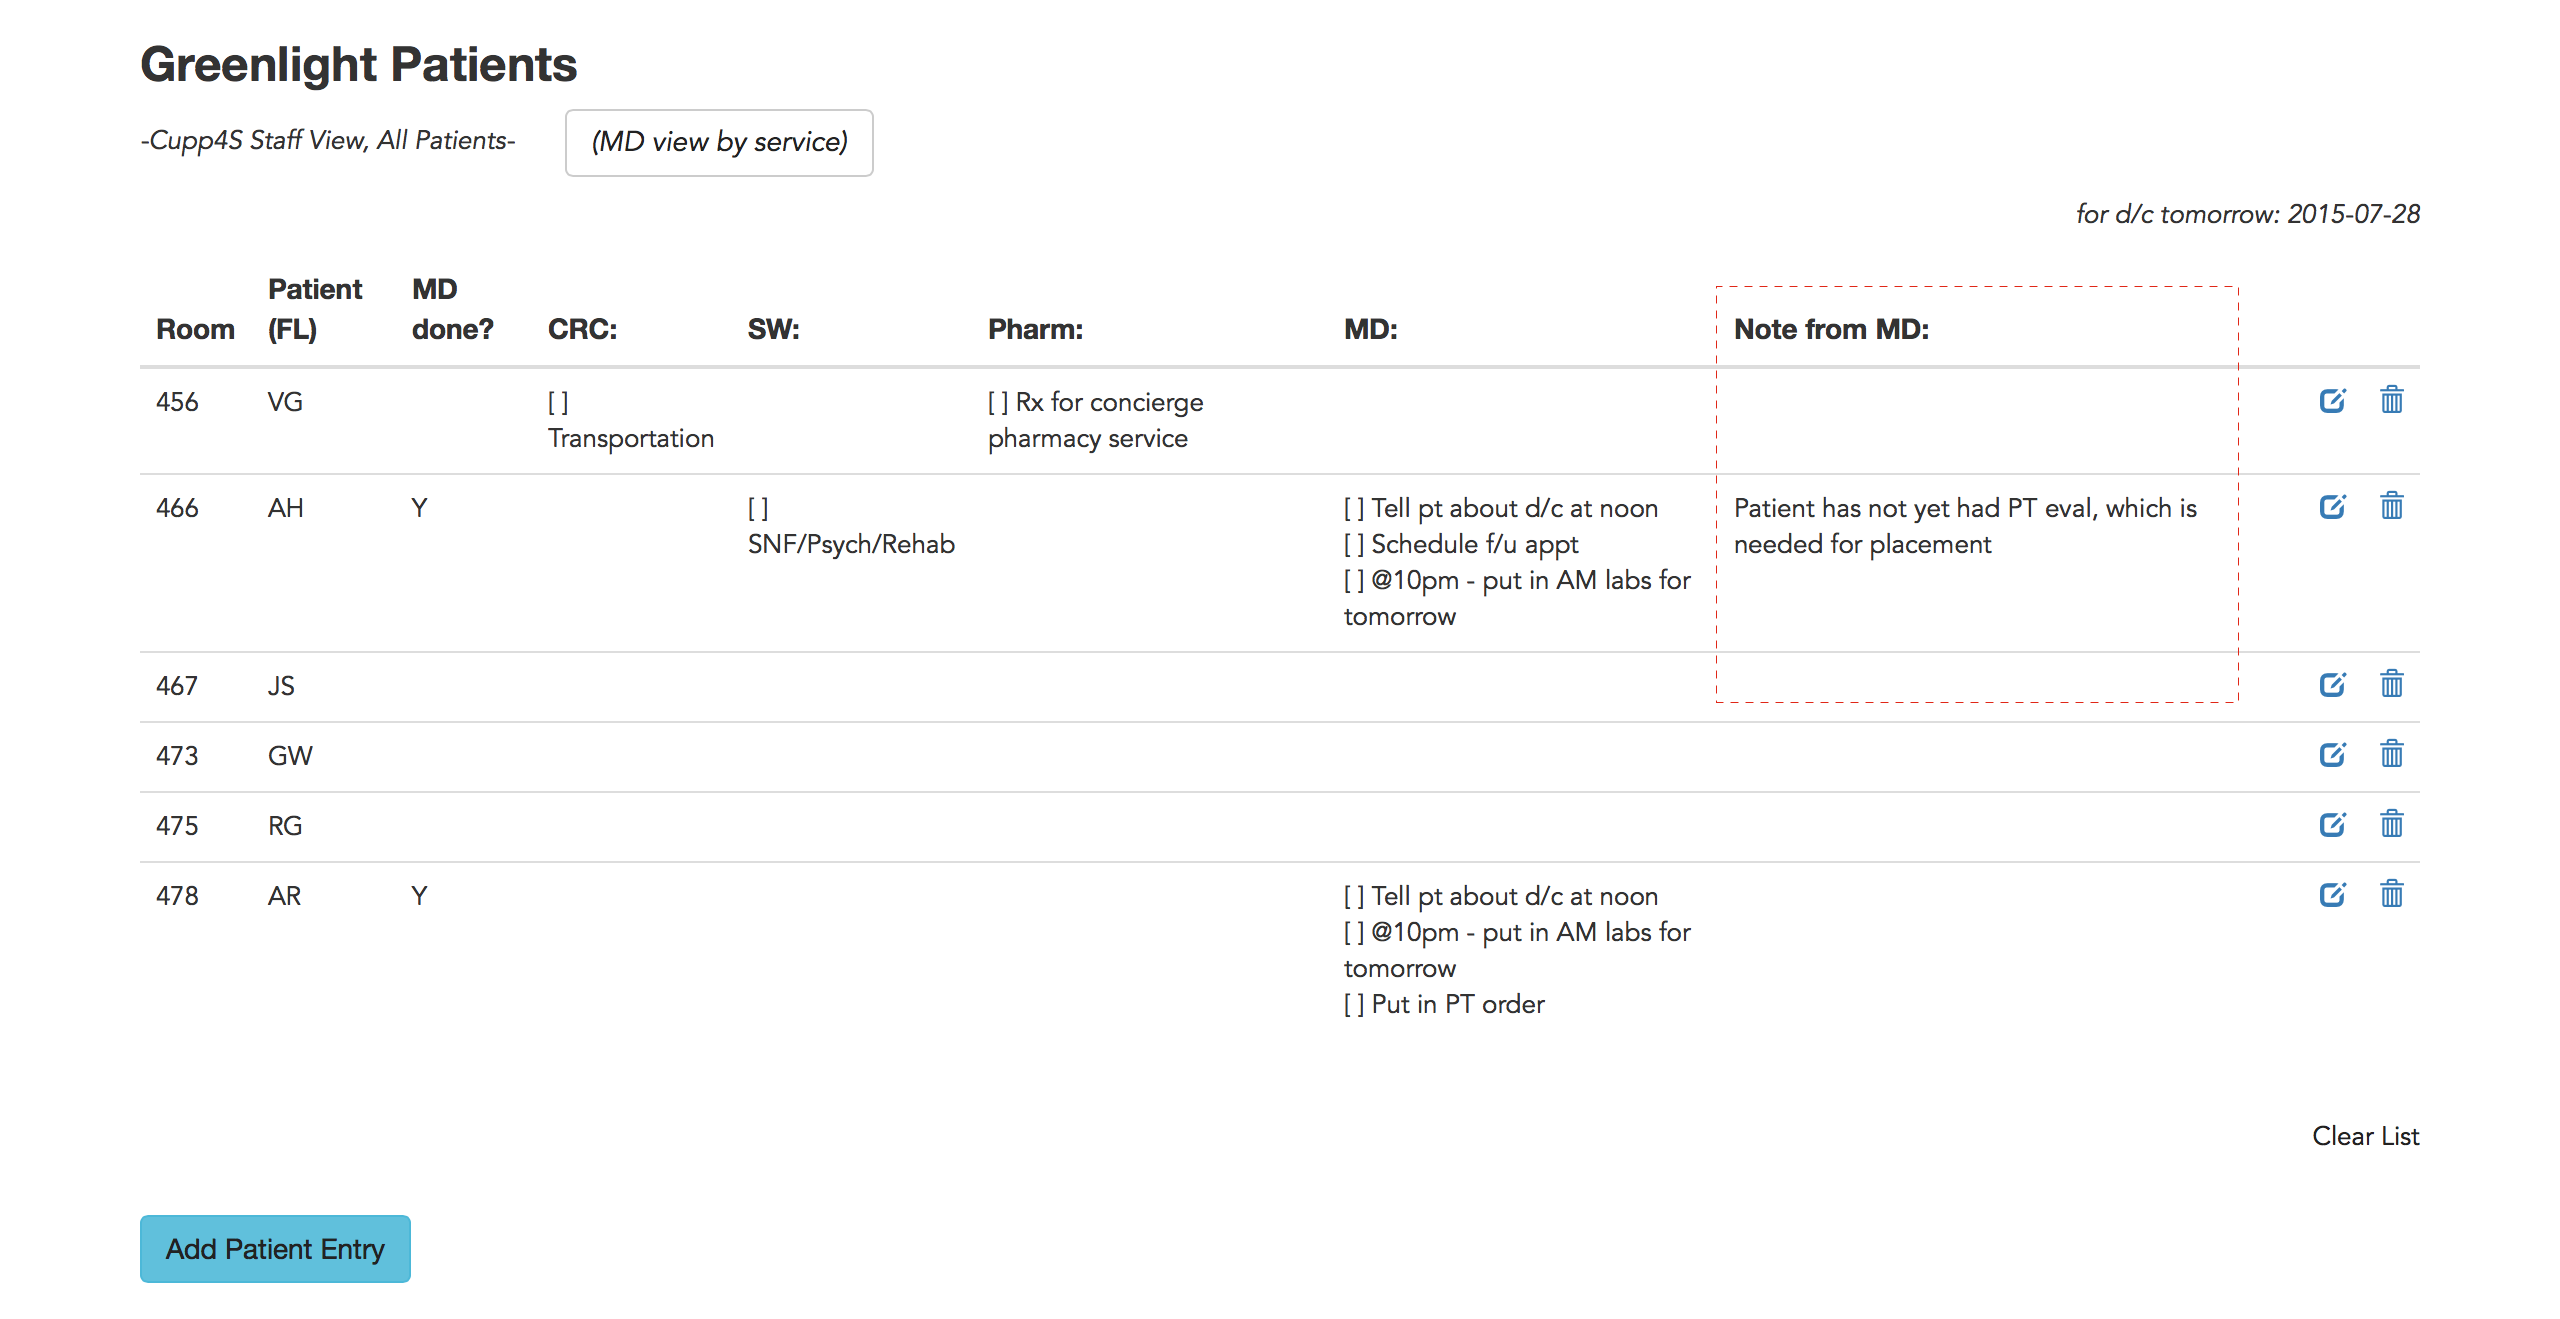 Greenlight Patients
-Cupp4S Staff View, All Patients- (MD view by service)
for d/c tomorrow: 2015-07-28
Room Patient (FL) MD done? CRC: SW: Pharm: MD: Note from MD:
456 VG [ ] [ ] Rx for concierge
Transportation pharmacy service
466 AH Y [ ] [ ] Tell pt about d/c at noon Patient has not yet had PT eval, which is
SNF/Psych/Rehab [ ] Schedule f/u appt needed for placement
[ ] @10pm - put in AM labs for
tomorrow
467 JS
473 GW
475 RG
478 AR Y [ ] Tell pt about d/c at noon
[ ] @10pm - put in AM labs for
tomorrow
[ ] Put in PT order
Clear List
Add Patient Entry